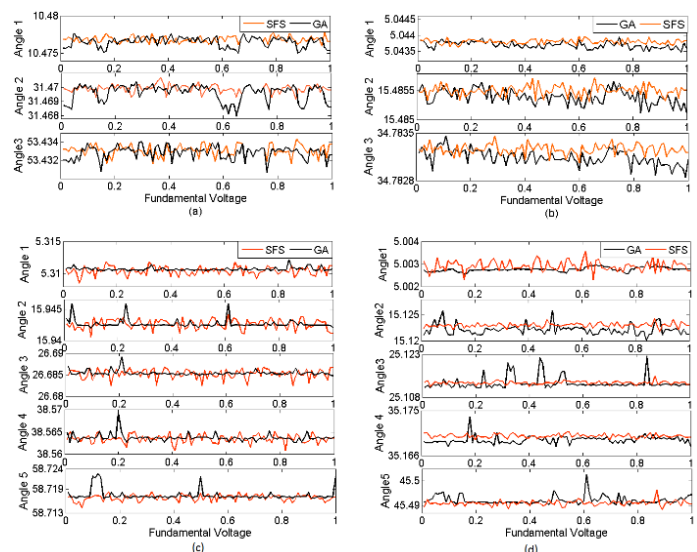 10.48
10.475
Angle 1
SFS GA
0 0.2 0.4 0.6 0.8 1
31.47
31.469
31.468
Angle 2
0 0.2 0.4 0.6 0.8 1
53.434
53.432
Angle3
0 0.2 0.4 0.6 0.8 1
Fundamental Voltage
(a)
5.0445
5.0435
Angle 1
GA SFS
0 0.2 0.4 0.6 0.8 1
15.4855
15.485
Angle 2
0 0.2 0.4 0.6 0.8 1
34.7835
34.7828
Angle 3
0 0.2 0.4 0.6 0.8 1
Fundamental Voltage
(b)
5.315
5.31
Angle 1
SFS GA
0 0.2 0.4 0.6 0.8 1
15.945
15.94
Angle 2
0 0.2 0.4 0.6 0.8 1
26.69
26.685
26.68
Angle 3
0 0.2 0.4 0.6 0.8 1
38.57
38.565
38.56
Angle 4
0 0.2 0.4 0.6 0.8 1
58.724
58.719
58.713
Angle 5
0 0.2 0.4 0.6 0.8 1
Fundamental Voltage
(c)
5.004
5.003
5.002
Angle 1
GA SFS
0 0.2 0.4 0.6 0.8 1
15.125
15.12
Angle2
0 0.2 0.4 0.6 0.8 1
25.123
25.108
Angle3
0 0.2 0.4 0.6 0.8 1
35.175
35.166
Angle 4
0 0.2 0.4 0.6 0.8 1
45.5
45.49
Angle5
0 0.2 0.4 0.6 0.8 1
Fundamental Voltage
(d)